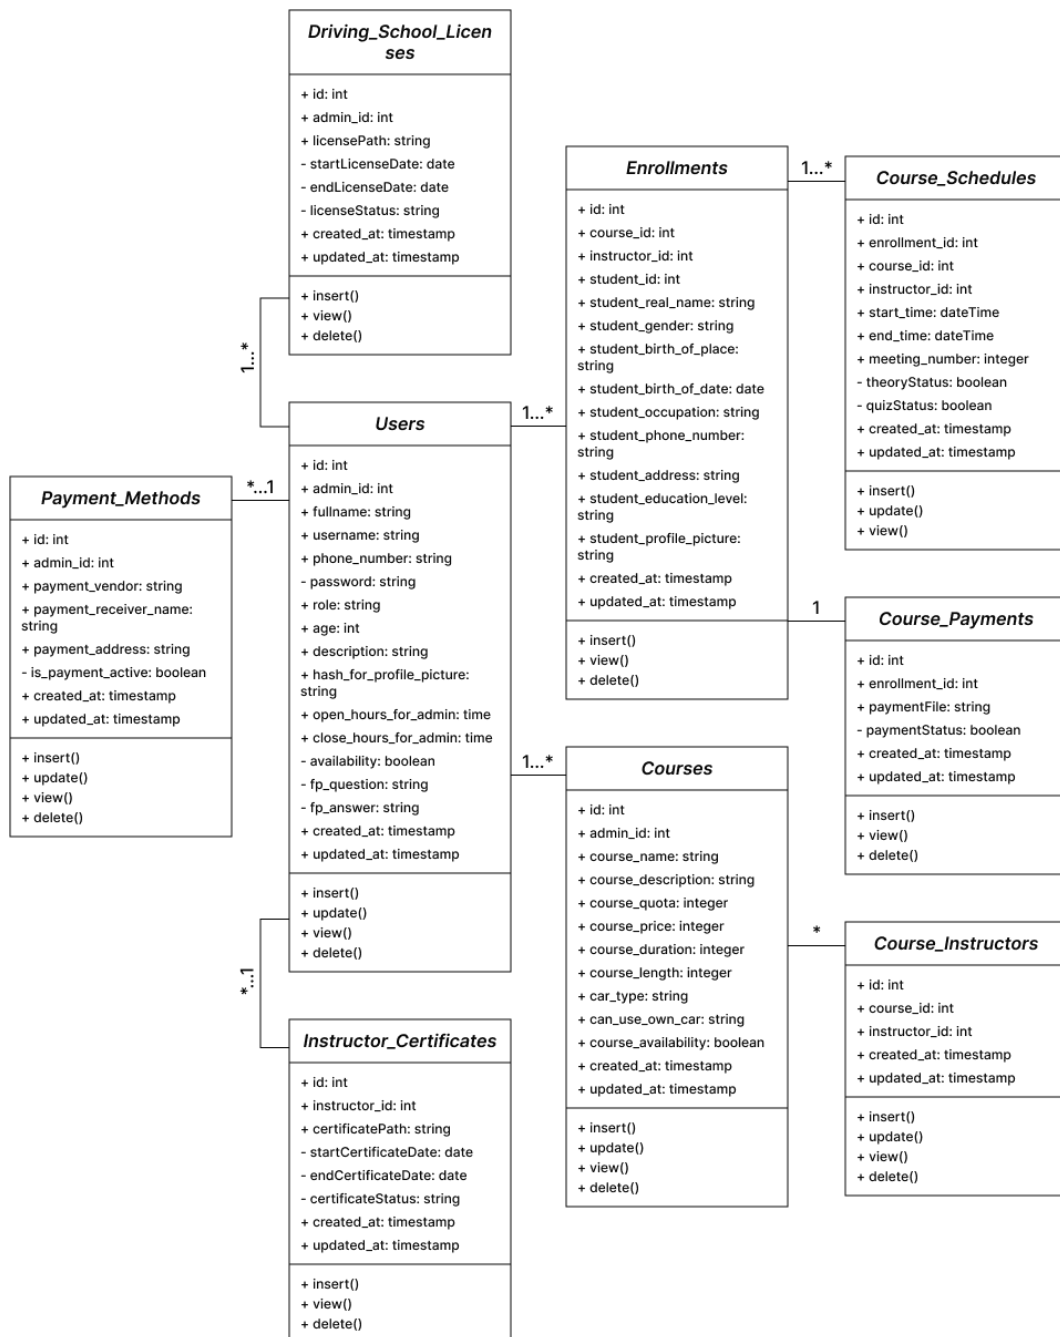 Driving_School_Licen
ses
+ id: int
+ admin_id: int
+ licensePath: string
- startLicenseDate: date
- endLicenseDate: date
- licenseStatus: string
+ created_at: timestamp
+ updated_at: timestamp
+ insert()
+ view()
+ delete()
1...*
Users
+ id: int
+ admin_id: int
+ fullname: string
+ username: string
+ phone_number: string
- password: string
+ role: string
+ age: int
+ description: string
+ hash_for_profile_picture:
string
+ open_hours_for_admin: time
+ close_hours_for_admin: time
- availability: boolean
- fp_question: string
- fp_answer: string
+ created_at: timestamp
+ updated_at: timestamp
+ insert()
+ update()
+ view()
+ delete()
*...1
Payment_Methods
+ id: int
+ admin_id: int
+ payment_vendor: string
+ payment_receiver_name:
string
+ payment_address: string
- is_payment_active: boolean
+ created_at: timestamp
+ updated_at: timestamp
+ insert()
+ update()
+ view()
+ delete()
*...1
Instructor_Certificates
+ id: int
+ instructor_id: int
+ certificatePath: string
- startCertificateDate: date
- endCertificateDate: date
- certificateStatus: string
+ created_at: timestamp
+ updated_at: timestamp
+ insert()
+ view()
+ delete()
1...*
Enrollments
+ id: int
+ course_id: int
+ instructor_id: int
+ student_id: int
+ student_real_name: string
+ student_gender: string
+ student_birth_of_place:
string
+ student_birth_of_date: date
+ student_occupation: string
+ student_phone_number:
string
+ student_address: string
+ student_education_level:
string
+ student_profile_picture:
string
+ created_at: timestamp
+ updated_at: timestamp
+ insert()
+ view()
+ delete()
1...*
Courses
+ id: int
+ admin_id: int
+ course_name: string
+ course_description: string
+ course_quota: integer
+ course_price: integer
+ course_duration: integer
+ course_length: integer
+ car_type: string
+ can_use_own_car: string
+ course_availability: boolean
+ created_at: timestamp
+ updated_at: timestamp
+ insert()
+ update()
+ view()
+ delete()
1...*
Course_Schedules
+ id: int
+ enrollment_id: int
+ course_id: int
+ instructor_id: int
+ start_time: dateTime
+ end_time: dateTime
+ meeting_number: integer
- theoryStatus: boolean
- quizStatus: boolean
+ created_at: timestamp
+ updated_at: timestamp
+ insert()
+ update()
+ view()
1
Course_Payments
+ id: int
+ enrollment_id: int
+ paymentFile: string
- paymentStatus: boolean
+ created_at: timestamp
+ updated_at: timestamp
+ insert()
+ view()
+ delete()
*
Course_Instructors
+ id: int
+ course_id: int
+ instructor_id: int
+ created_at: timestamp
+ updated_at: timestamp
+ insert()
+ update()
+ view()
+ delete()